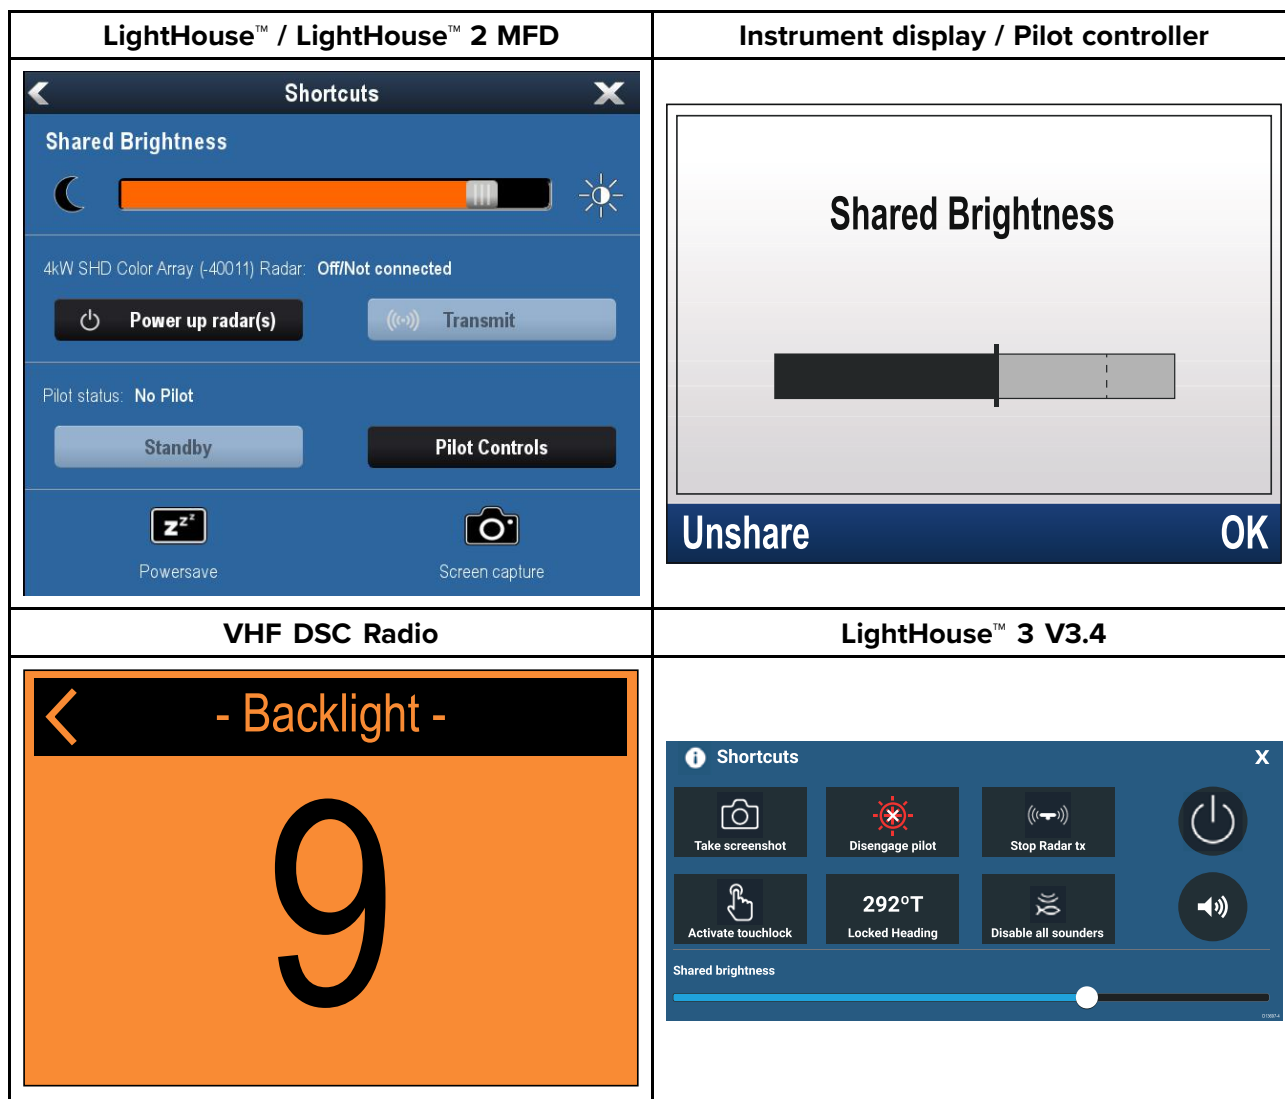 LightHouse™ / LightHouse™ 2 MFD
Instrument display / Pilot controller
Shortcuts
Shared Brightness
4kW SHD Color Array (-40011) Radar: Off/Not connected
Power up radar(s)
Transmit
Pilot status: No Pilot
Standby
Pilot Controls
zzz
Powersave
Screen capture
Shared Brightness
Unshare
OK
VHF DSC Radio
LightHouse™ 3 V3.4
- Backlight -
9
Shortcuts
X
Take screenshot
Disengage pilot
Stop Radar tx
Activate touchlock
292°T
Locked Heading
Disable all sounders
Shared brightness